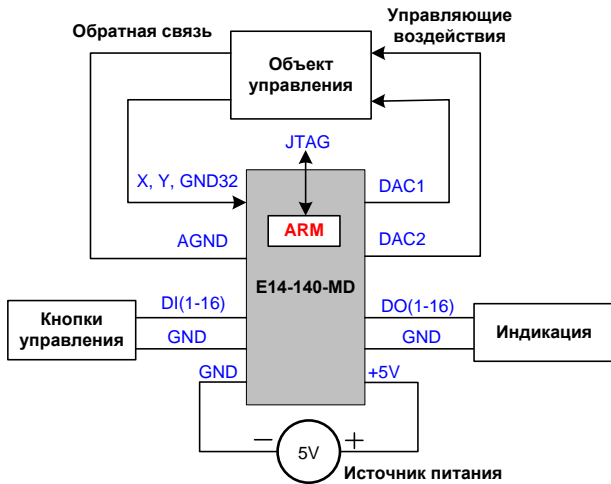 Обратная связь
Управляющие
воздействия
Объект
управления
JTAG
X, Y, GND32
DAC1
ARM
AGND
DAC2
E14-140-MD
DI(1-16)
DO(1-16)
Кнопки
управления
GND
GND
Индикация
GND
+5V
− +
5V
Источник питания